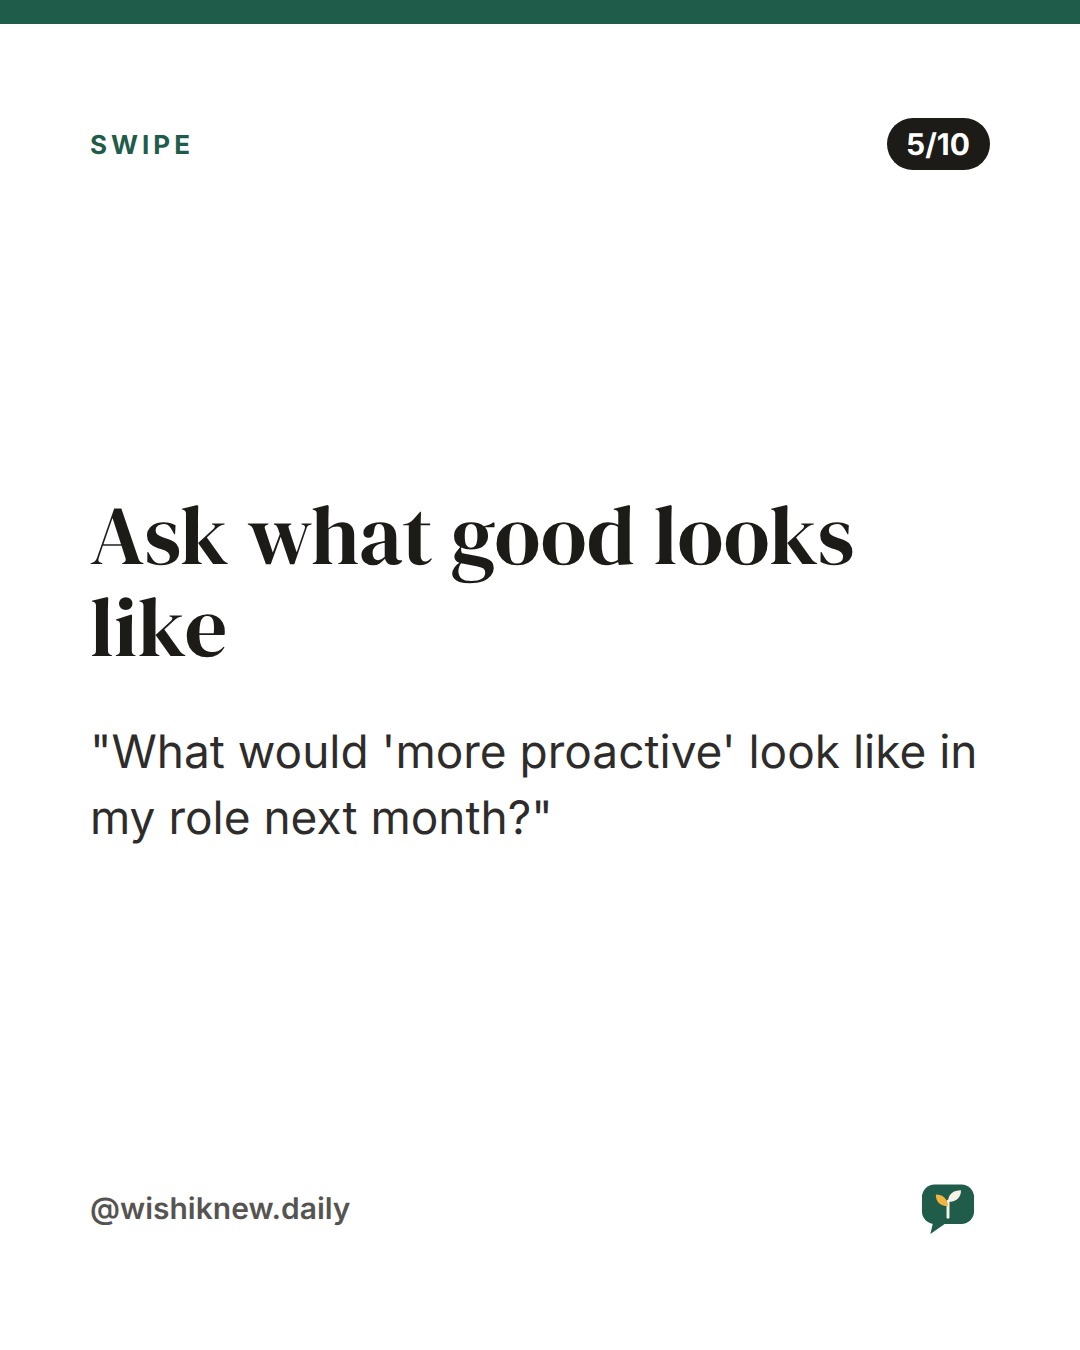 SWIPE
5/10
Ask what good looks
like
"What would 'more proactive' look like in
my role next month?"
@wishiknew.daily